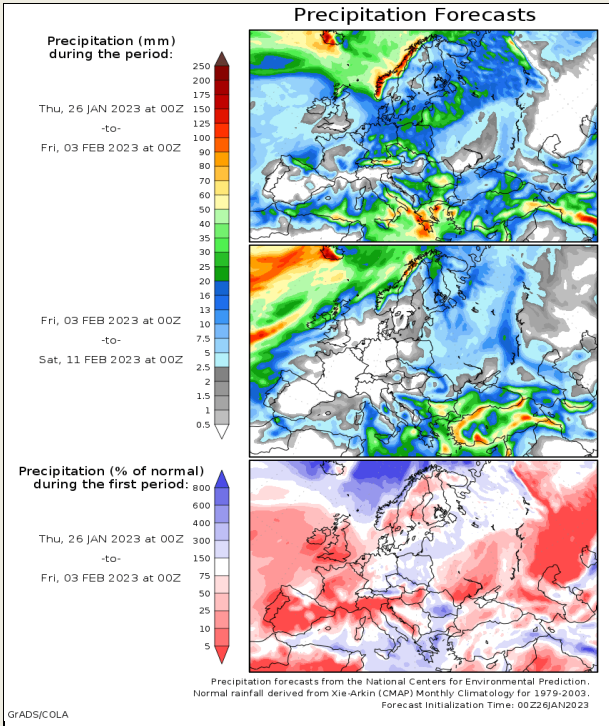 Precipitation Forecasts
Precipitation (mm)
during the period:
Thu, 26 JAN 2023 at 00Z
-to-
Fri, 03 FEB 2023 at 00Z
250
200
175
150
125
100
90
80
70
60
50
40
35
30
25
20
16
13
10
7.5
5
2.5
2
1.5
1
0.5
Fri, 03 FEB 2023 at 00Z
-to-
Sat, 11 FEB 2023 at 00Z
Precipitation (% of normal)
during the first period:
Thu, 26 JAN 2023 at 00Z
-to-
Fri, 03 FEB 2023 at 00Z
800
600
400
300
150
75
50
25
10
5
Precipitation forecasts from the National Centers for Environmental Prediction.
Normal rainfall derived from Xie-Arkin (CMAP) Monthly Climatology for 1979-2003.
Forecast Initialization Time: 00Z26JAN2023
GrADS/COLA